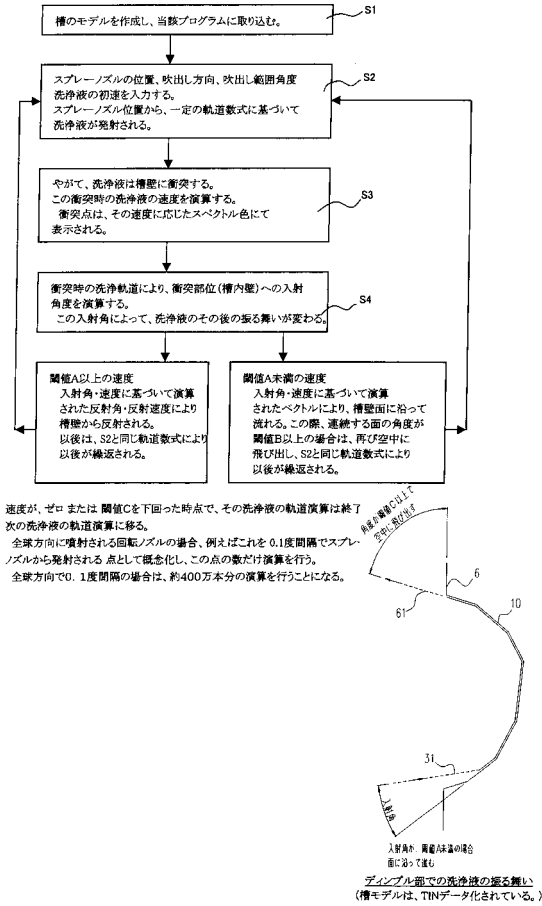 槽のモデルを作成し、当該プログラムに取り込む。
S1
スプレーノズルの位置、吹出し方向、吹出し範囲角度
洗浄液の初速を入力する。
スプレーノズル位置から、一定の軌道数式に基づいて
洗浄液が発射される。
S2
やがて、洗浄液は槽壁に衝突する。
この衝突時の洗浄液の速度を演算する。
衝突点は、その速度に応じたスペクトル色にて
表示される。
S3
衝突時の洗浄軌道により、衝突部位(槽内壁)への入射
角度を演算する。
この入射角によって、洗浄液のその後の振る舞いが変わる。
S4
閾値A以上の速度
入射角・速度に基づいて演算
された反射角・反射速度により
槽壁から反射される。
以後は、S2と同じ軌道数式により
以後が繰返される。
閾値A未満の速度
入射角・速度に基づいて演算
されたベクトルにより、槽壁面に沿って
流れる。この際、連続する面の角度が
閾値B以上の場合は、再び空中に
飛び出し、S2と同じ軌道数式により
以後が繰返される。
速度が、ゼロ または 閾値Cを下回った時点で、その洗浄液の軌道演算は終了
次の洗浄液の軌道演算に移る。
全球方向に噴射される回転ノズルの場合、例えばこれを 0.1度間隔でスプレ-
ノズルから発射される 点として概念化し、この点の数だけ演算を行う。
全球方向で0. 1度間隔の場合は、約400万本分の演算を行うことになる。
角度が閾値C以上で
空中に飛び出す
6
61
10
31
入射角
入射角が、閾値A未満の場合
面に沿って進む
ディンプル部での洗浄液の振る舞い
(槽モデルは、TINデータ化されている。)